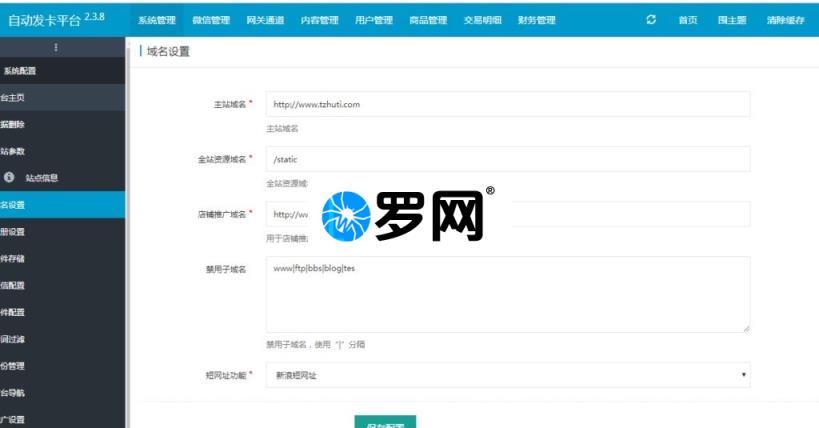 自动发卡平台 2.3.8
系统管理 微信管理 网关通道 内容管理 用户管理 商品管理 交易明细 财务管理 首页 囤主题 清除缓存
系统配置
域名设置
台主页
据删除
站参数
站点信息
名设置
册设置
件存储
信配置
件配置
词过滤
份管理
台导航
广设置
主站域名 * http://www.tzhuti.com
主站域名
全站资源域名 * /static
全站资源域
店铺推广域名 * http://w
用于店铺推
罗网®
禁用子域名 www|ftp|bbs|blog|tes
禁用子域名，使用 "|" 分隔
短网址功能 * 新浪短网址
保存配置